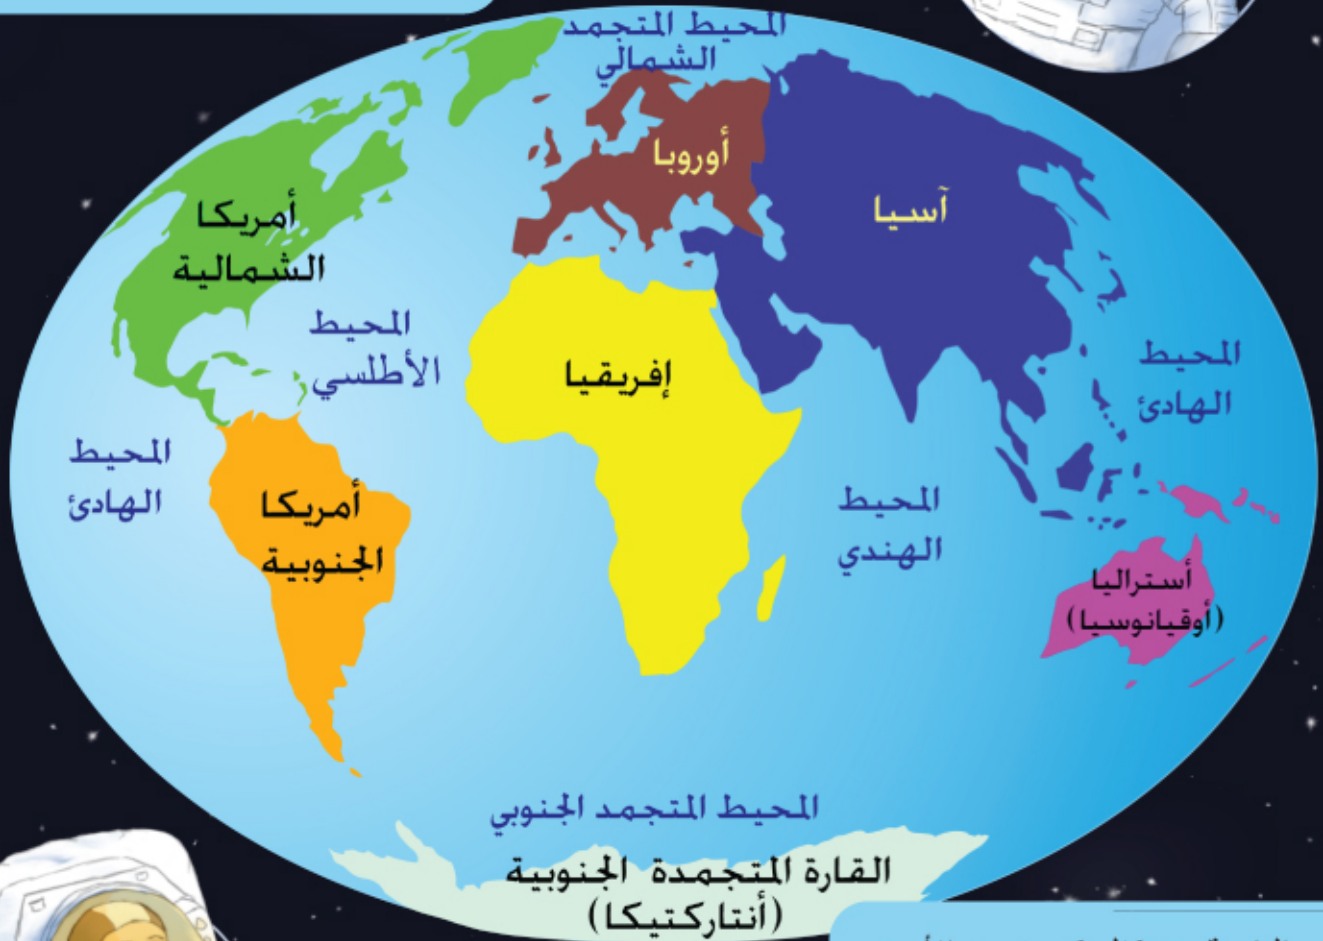 المحيط المتجمد
الشمالي
أوروبا
آسيا
أمريكا
الشمالية
المحيط
الأطلسي
إفريقيا
المحيط
الهادئ
المحيط
الهادئ
أمريكا
الجنوبية
المحيط
الهندي
أستراليا
(أوقيانوسيا)
المحيط المتجمد الجنوبي
القارة المتجمدة الجنوبية
(أنتاركتيكا)